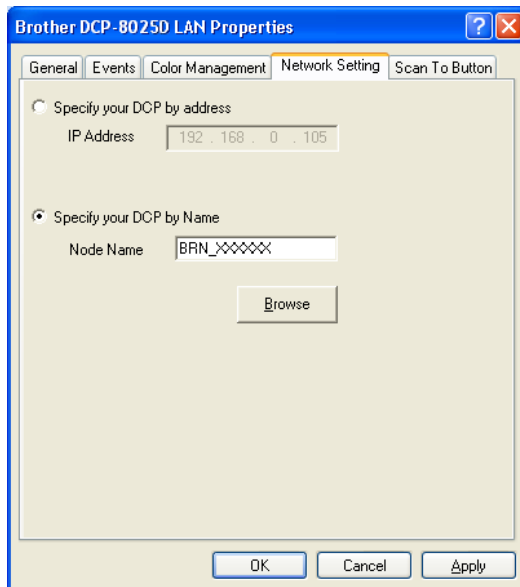 Brother DCP-8025D LAN Properties
General Events Color Management Network Setting Scan To Button
Specify your DCP by address
IP Address 192 . 168 . 0 . 105
Specify your DCP by Name
Node Name BRN_XXXXXX
Browse
OK Cancel Apply